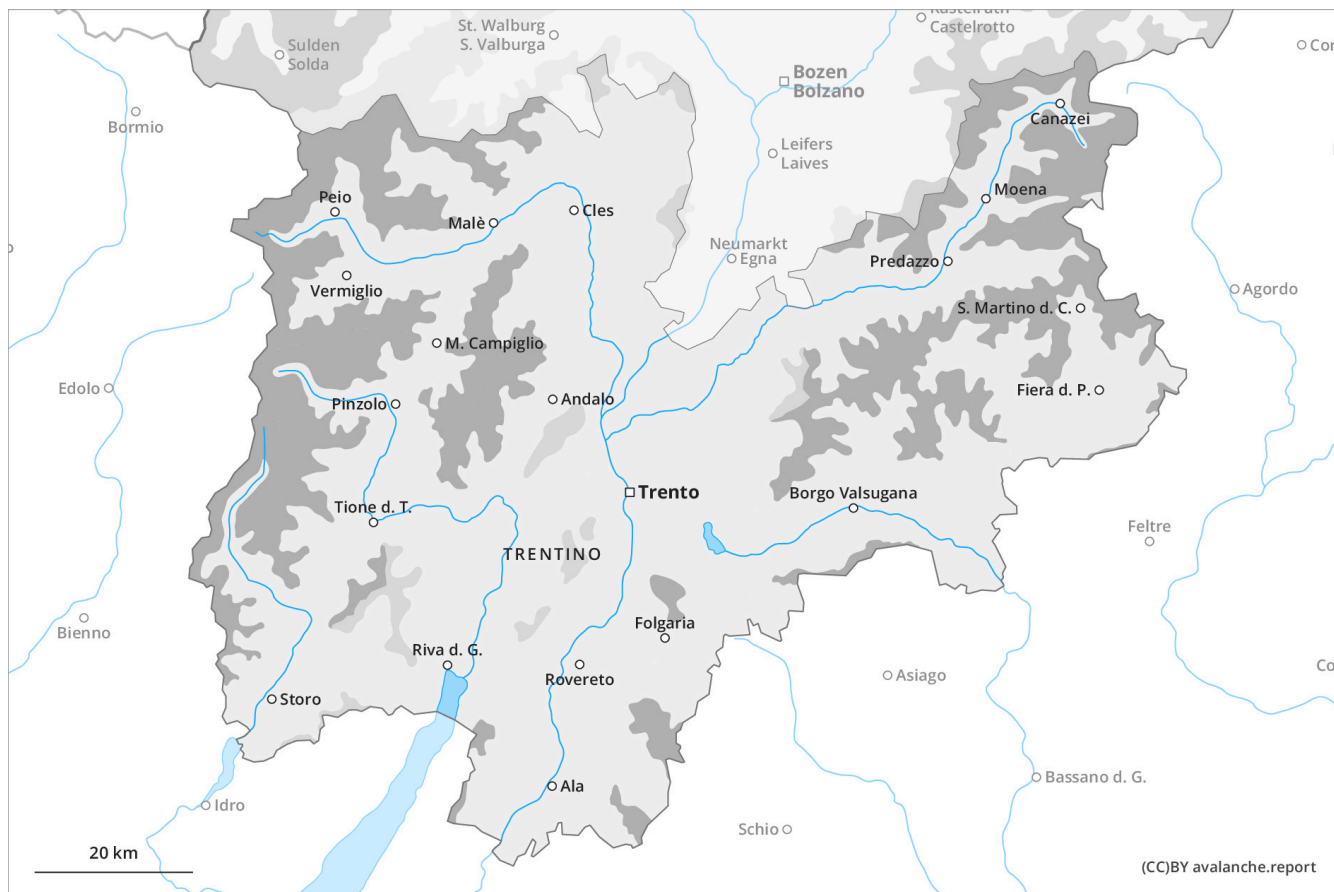 Kastelruth
Castelrotto
St. Walburg
S. Valburga
Sulden
Solda
Cor
Bozen
Bolzano
Bormio
Canazei
Leifers
Laives
Moena
Peio
Malè
Cles
Neumarkt
Egna
Predazzo
Vermiglio
Agordo
S. Martino d. C.
M. Campiglio
Edolo
Andalo
Fiera d. P.
Pinzolo
Trento
Borgo Valsugana
Tione d. T.
Feltre
TRENTINO
Bienno
Folgaria
Riva d. G.
Rovereto
Asiago
Co
Storo
Ala
Bassano d. G.
Idro
Schio
20 km
(CC)BY avalanche.report